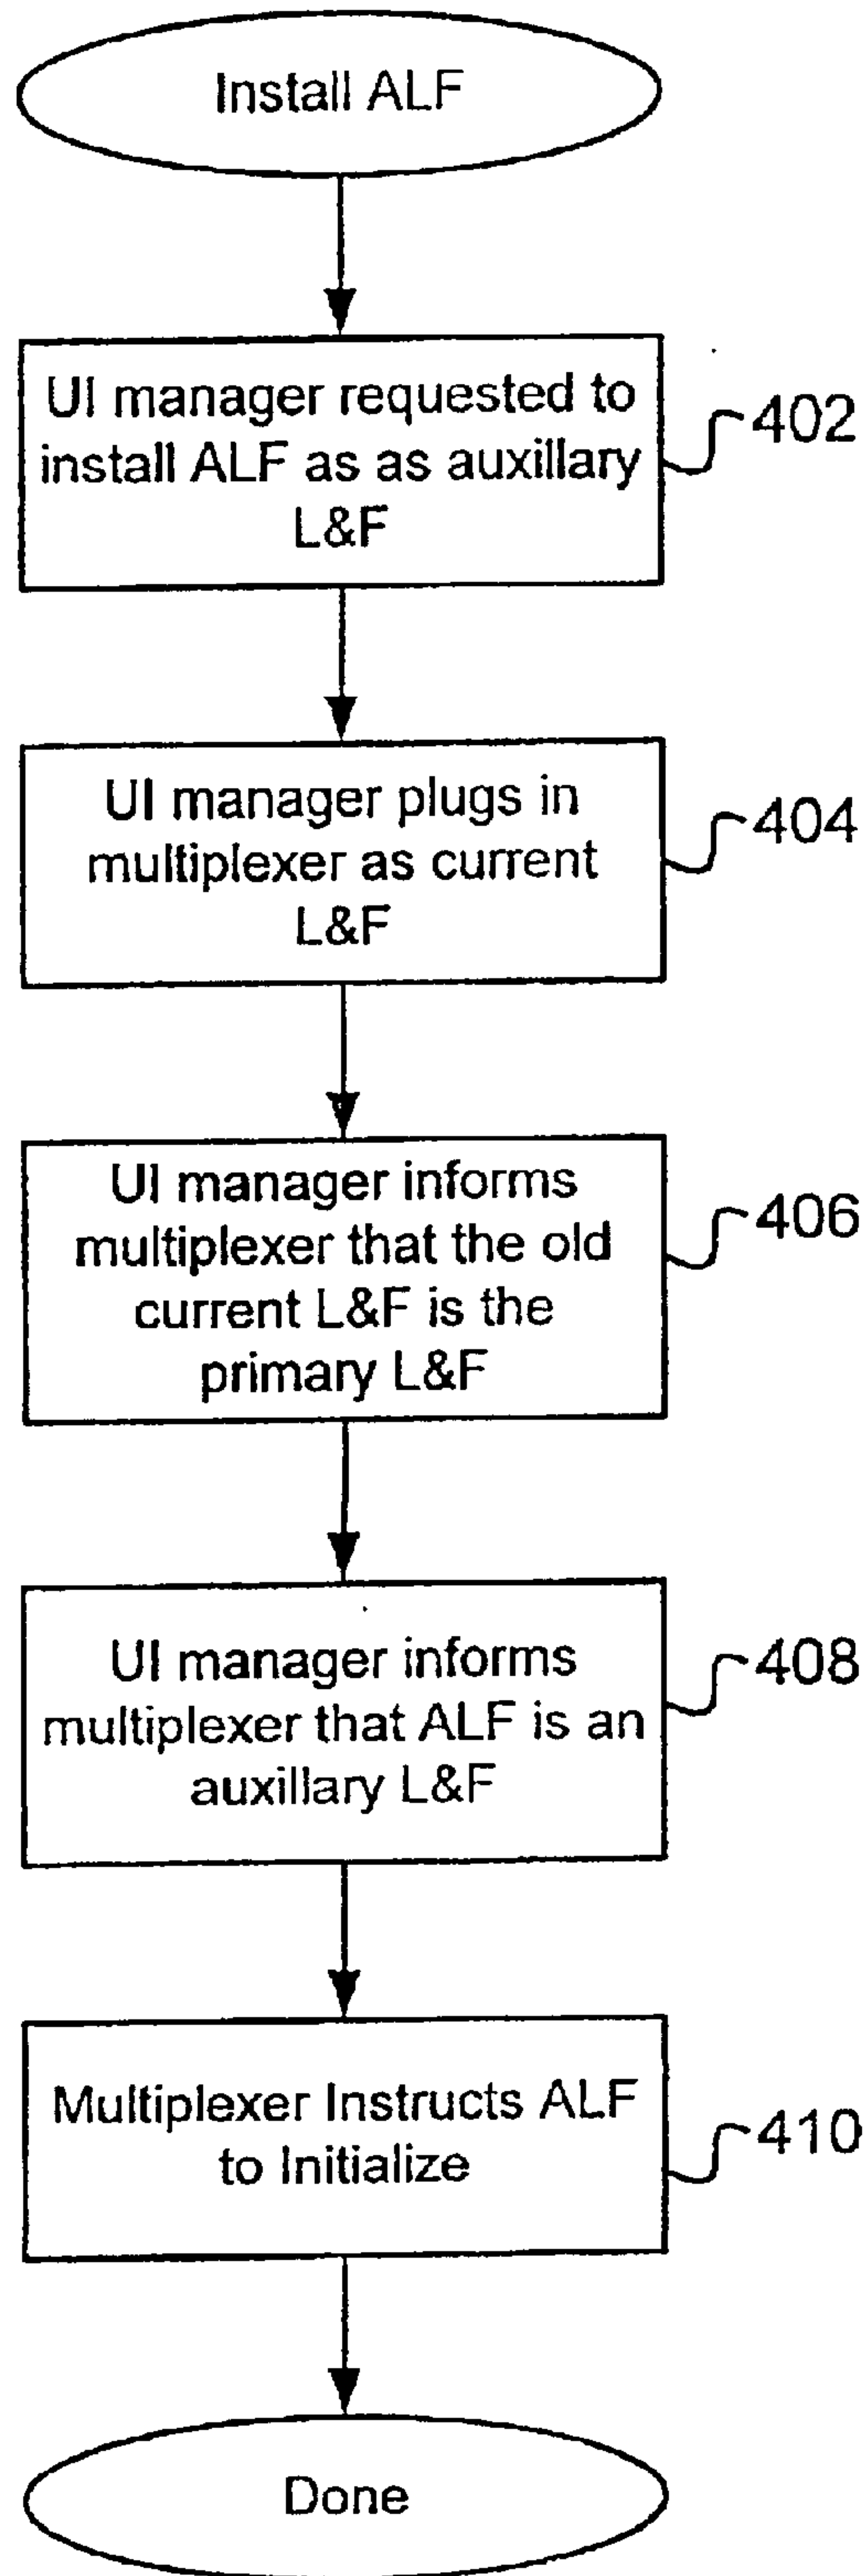 Install ALF
UI manager requested to
install ALF as as auxillary
L&F
402
UI manager plugs in
multiplexer as current
L&F
404
UI manager informs
multiplexer that the old
current L&F is the
primary L&F
406
UI manager informs
multiplexer that ALF is an
auxillary L&F
408
Multiplexer Instructs ALF
to Initialize
410
Done